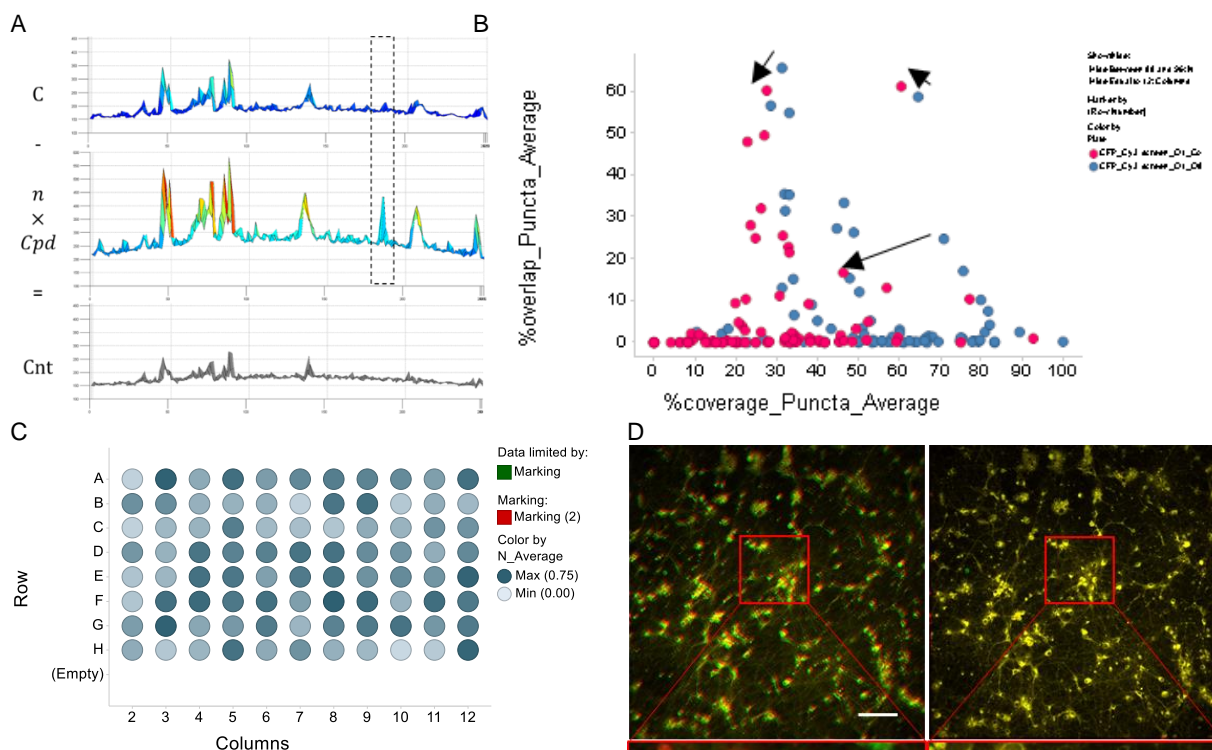 A
B
C
-
n
×
Cpd
=
Cnt
%overlap_Puncta_Average
60
50
40
30
20
10
0
0 10 20 30 40 50 60 70 80 90 100
%coverage_Puncta_Average
Marker by
Color by
Plate
C
D
Row
A
B
C
D
E
F
G
H
(Empty)
2 3 4 5 6 7 8 9 10 11 12
Columns
Data limited by:
Marking
Marking:
Marking (2)
Color by
N_Average
Max (0.75)
Min (0.00)